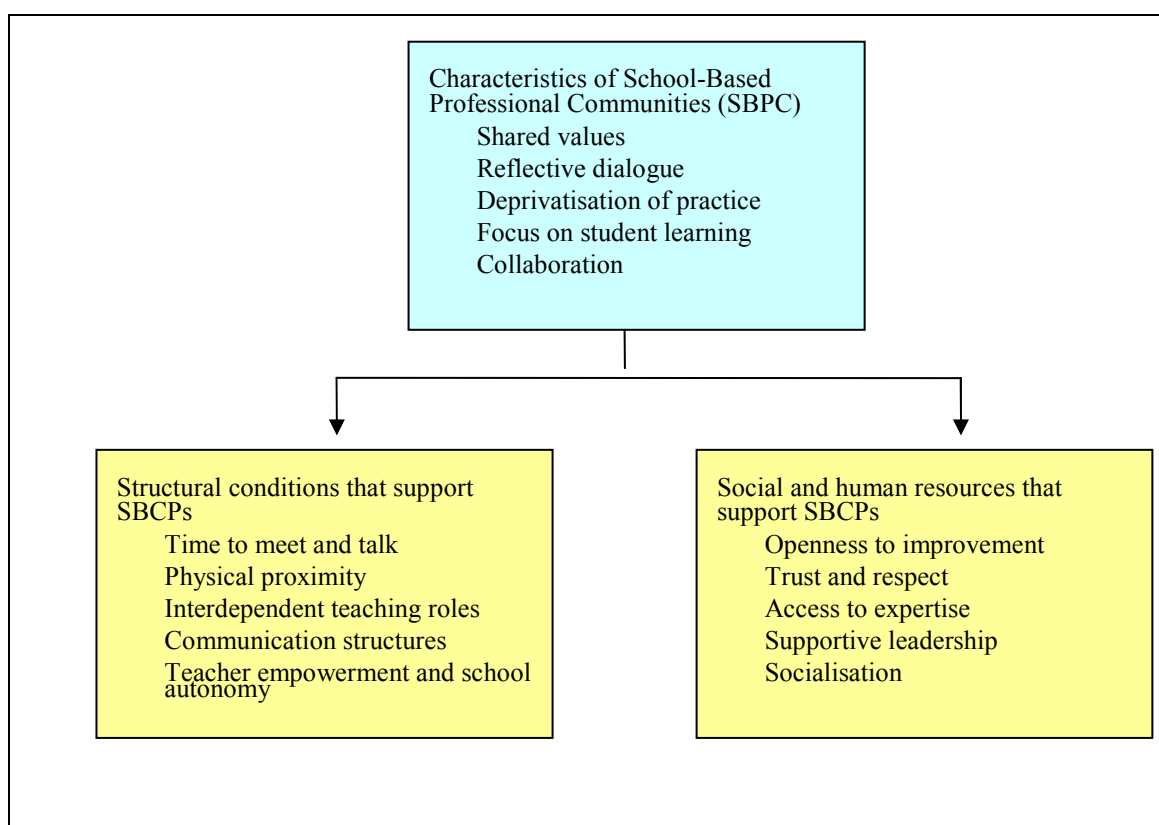 Characteristics of School-Based
Professional Communities (SBPC)
Shared values
Reflective dialogue
Deprivatisation of practice
Focus on student learning
Collaboration
Structural conditions that support
SBCPs
Time to meet and talk
Physical proximity
Interdependent teaching roles
Communication structures
Teacher empowerment and school
autonomy
Social and human resources that
support SBCPs
Openness to improvement
Trust and respect
Access to expertise
Supportive leadership
Socialisation